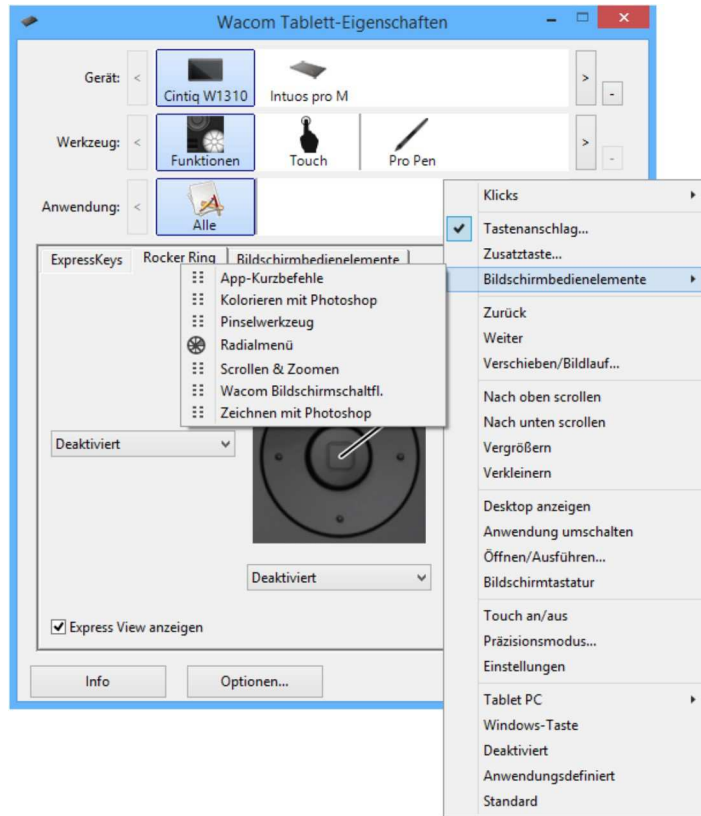 Wacom Tablett-Eigenschaften
Gerät:
Cintiq W1310
Intuos pro M
Werkzeug:
Funktionen
Touch
Pro Pen
Anwendung:
Alle
ExpressKeys
Rocker Ring
Bildschirmbedienelemente
App-Kurzbefehle
Kolorieren mit Photoshop
Pinselwerkzeug
Radialmenü
Scrollen & Zoomen
Wacom Bildschirmschaltfl.
Zeichnen mit Photoshop
Deaktiviert
Deaktiviert
Express View anzeigen
Info
Optionen...
Klicks
Tastenanschlag...
Zusatztaste...
Bildschirmbedienelemente
Zurück
Weiter
Verschieben/Bildlauf...
Nach oben scrollen
Nach unten scrollen
Vergrößern
Verkleinern
Desktop anzeigen
Anwendung umschalten
Öffnen/Ausführen...
Bildschirmtastatur
Touch an/aus
Präzisionsmodus...
Einstellungen
Tablet PC
Windows-Taste
Deaktiviert
Anwendungsdefiniert
Standard